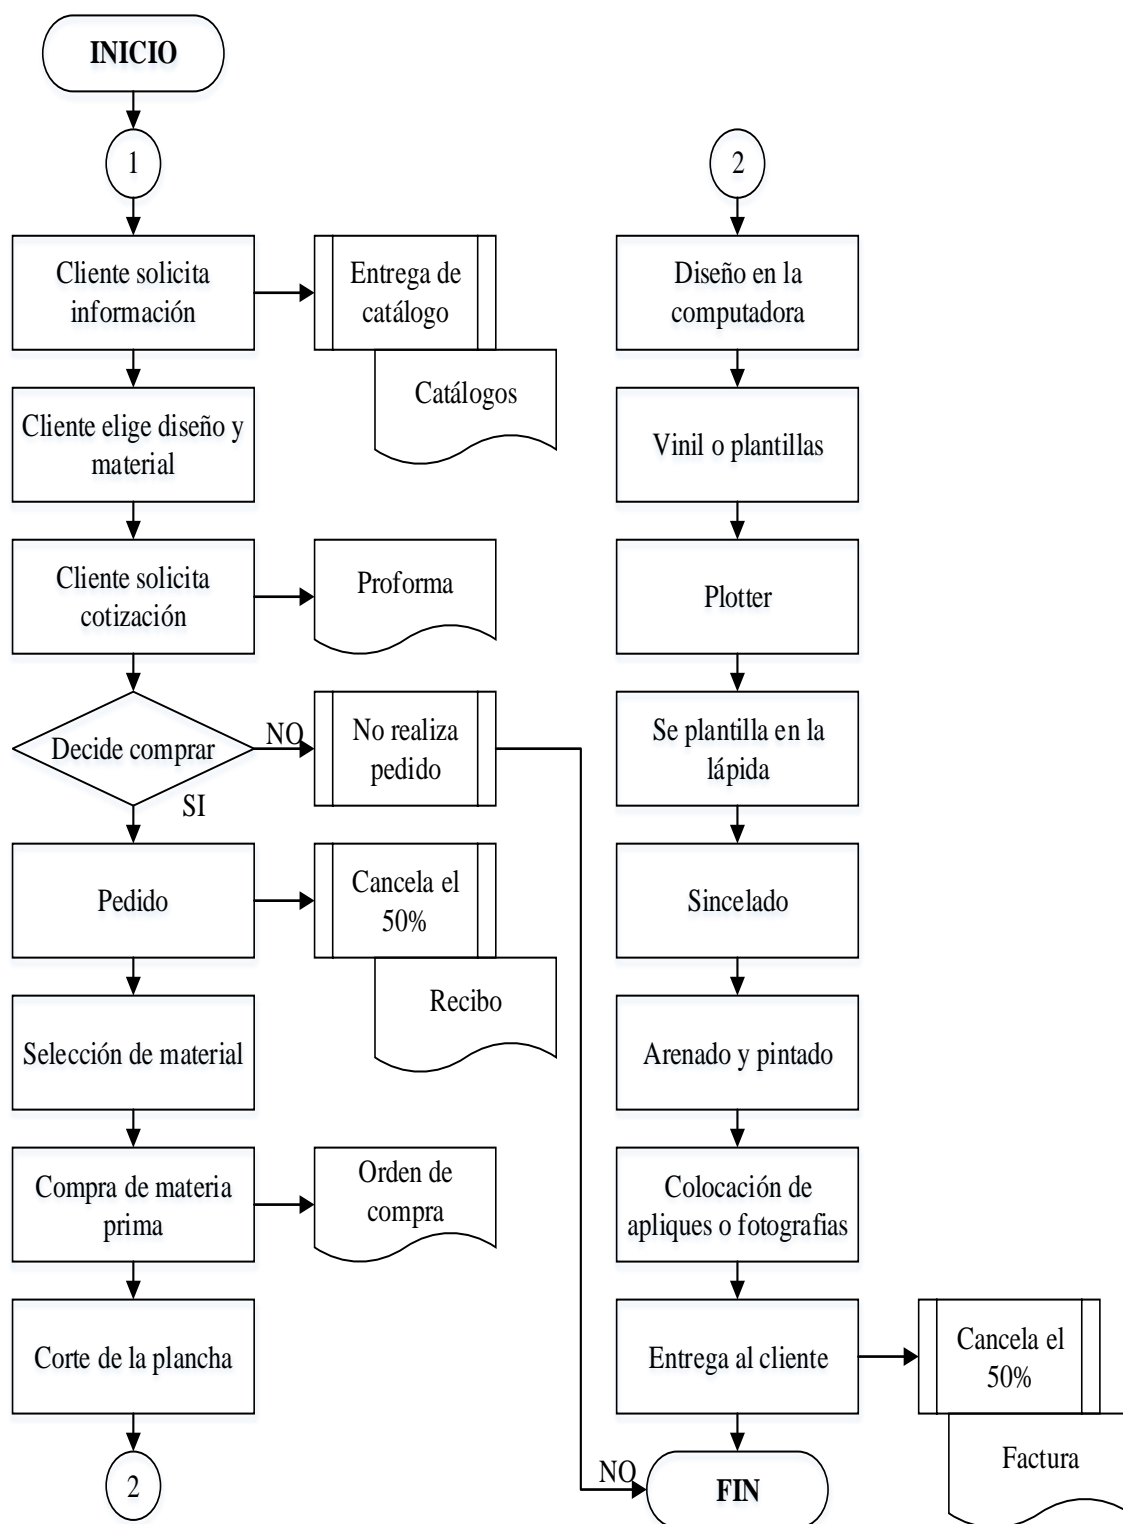 INICIO
1
Cliente solicita
información
Entrega de
catálogo
Catálogos
Cliente elige diseño y
material
Cliente solicita
cotización
Proforma
Decide comprar
NO
No realiza
pedido
SI
Pedido
Cancela el
50%
Recibo
Selección de material
Compra de materia
prima
Orden de
compra
Corte de la plancha
2
2
Diseño en la
computadora
Vinil o plantillas
Plotter
Se plantilla en la
lápida
Sincelado
Arenado y pintado
Colocación de
apliques o fotografias
Entrega al cliente
Cancela el
50%
Factura
NO
FIN